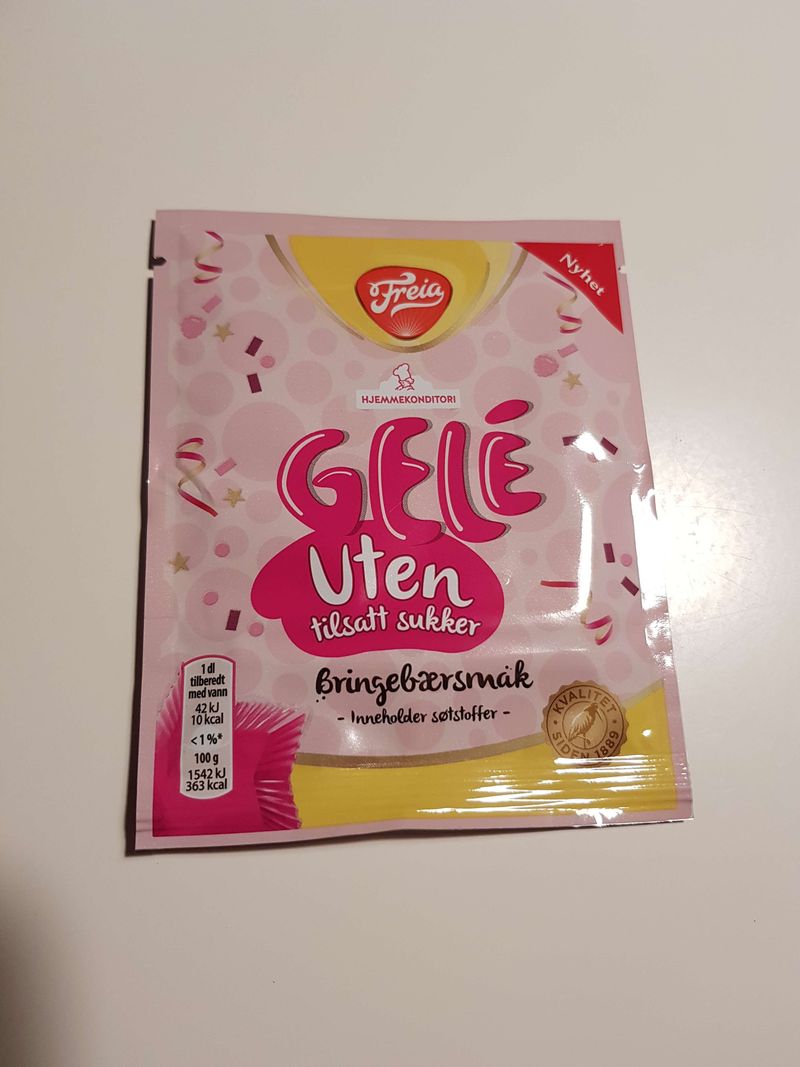 Freia
Nyhet
HJEMMEKONDITORI
GELÉ
Uten
tilsatt sukker
Bringebærsmak
- Inneholder søtstoffer -
1 dl
tilberedt
med vann
42 kJ
10 kcal
<1%*
100 g
1542 kJ
363 kcal
KVALITET
SIDEN 1889